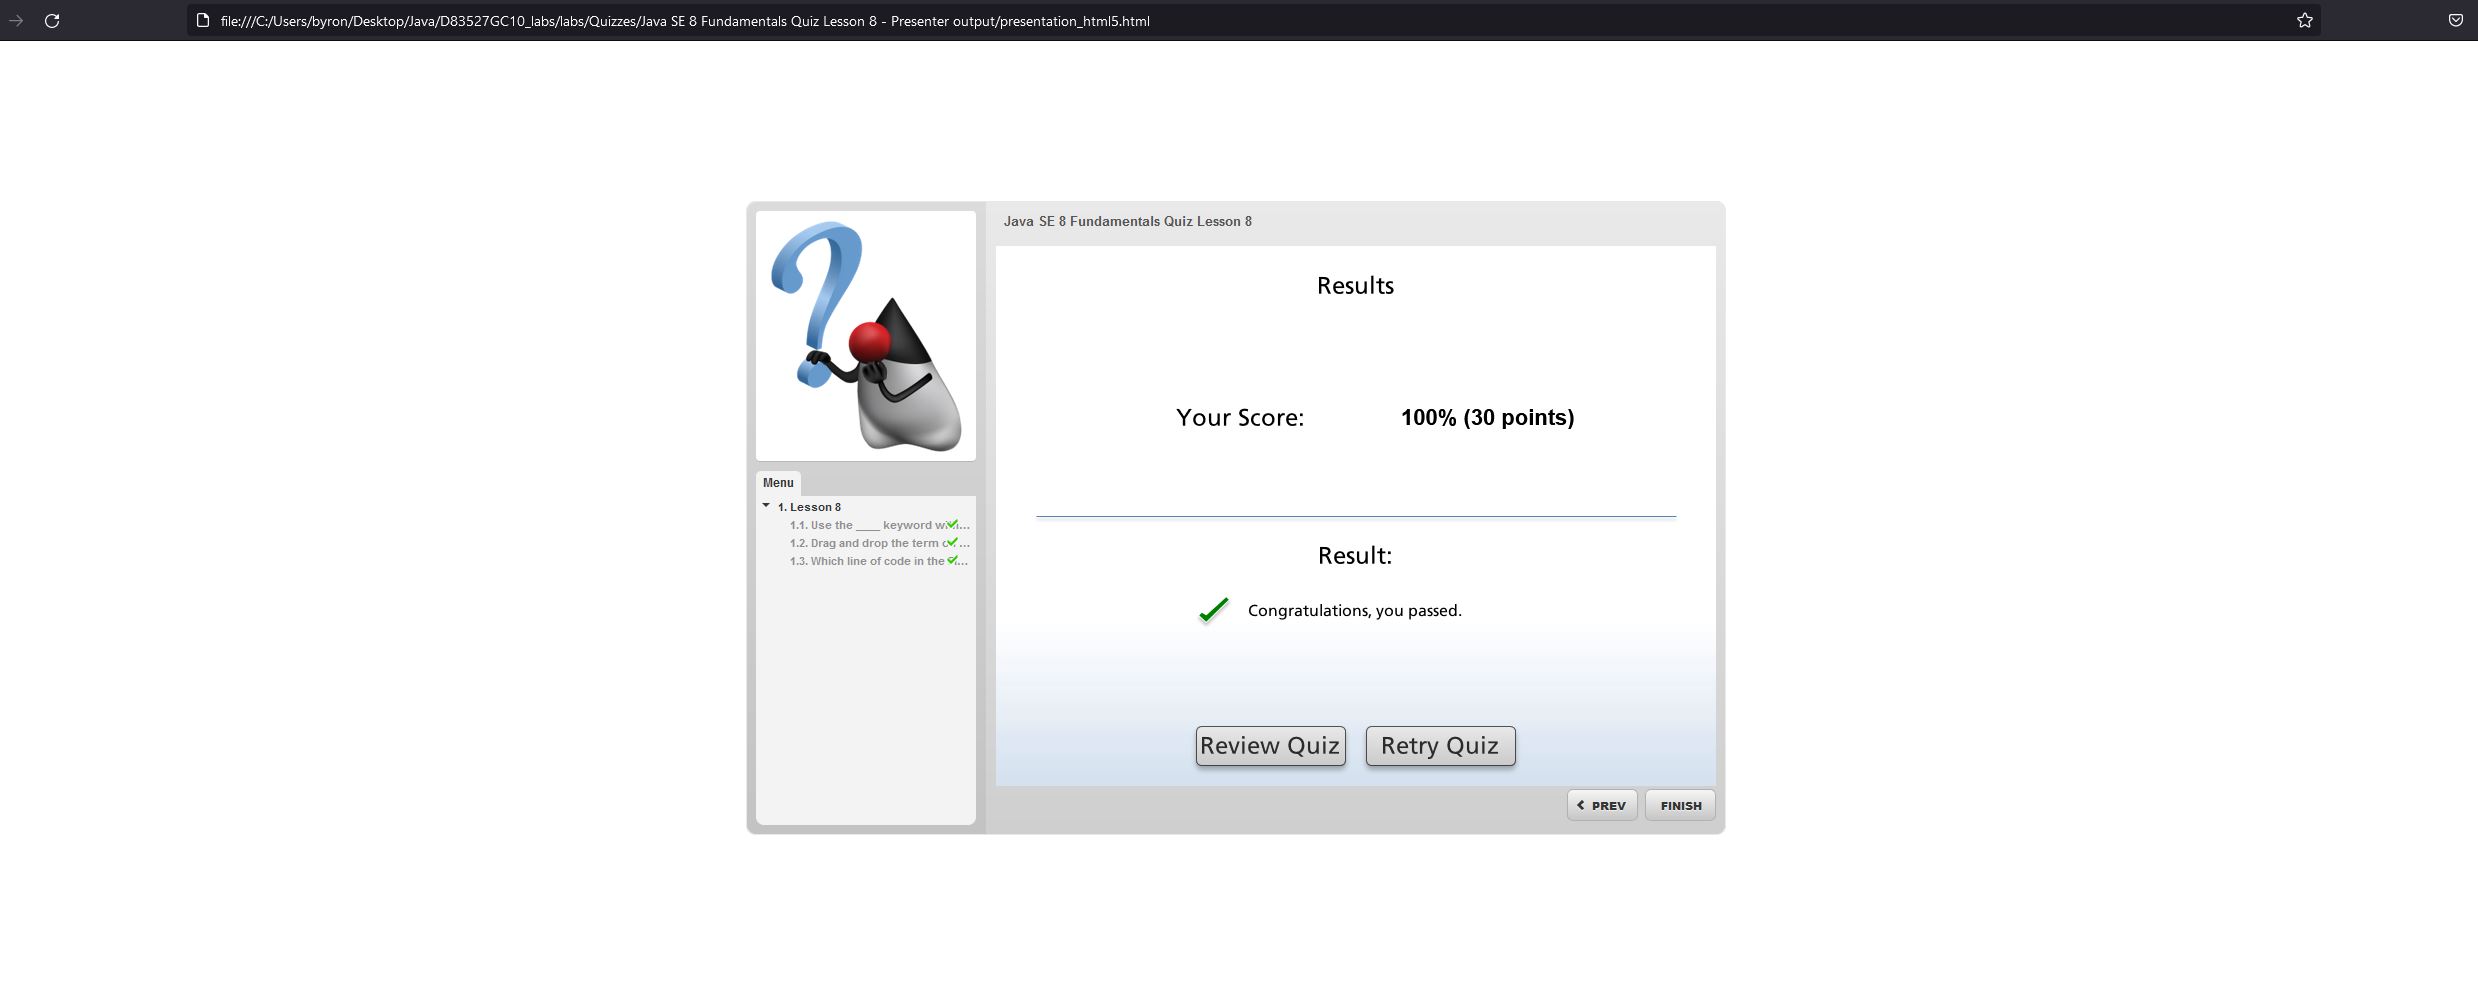 file:///C:/Users/byron/Desktop/Java/D83527GC10_labs/labs/Quizzes/Java SE 8 Fundamentals Quiz Lesson 8 - Presenter output/presentation_html5.html
Java SE 8 Fundamentals Quiz Lesson 8
Menu
1. Lesson 8
1.1. Use the ____ keyword ...
1.2. Drag and drop the term ...
1.3. Which line of code in the ...
Results
Your Score: 100% (30 points)
Result:
Congratulations, you passed.
Review Quiz
Retry Quiz
PREV
FINISH